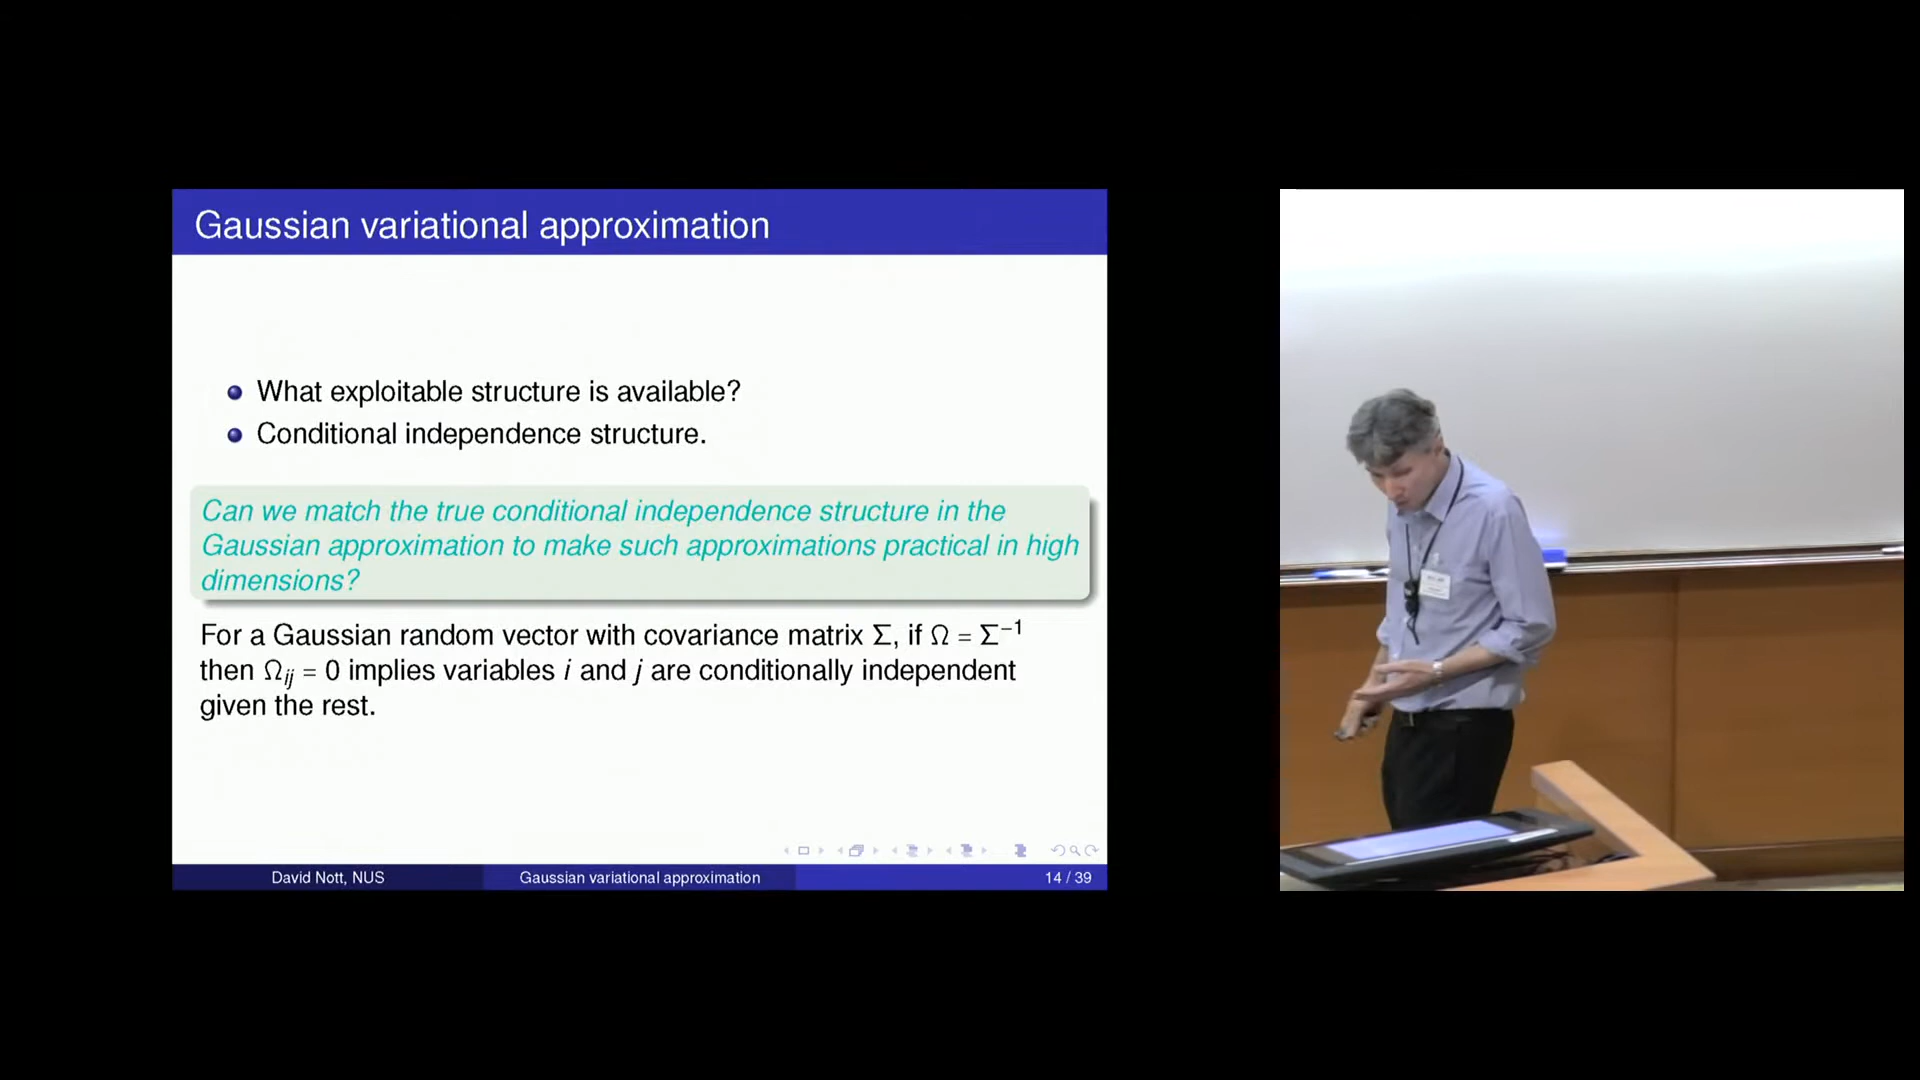 Gaussian variational approximation
What exploitable structure is available?
Conditional independence structure.
Can we match the true conditional independence structure in the
Gaussian approximation to make such approximations practical in high
dimensions?
For a Gaussian random vector with covariance matrix Σ, if Ω = Σ⁻¹
then Ωᵢⱼ = 0 implies variables i and j are conditionally independent
given the rest.
David Nott, NUS
Gaussian variational approximation
14 / 39